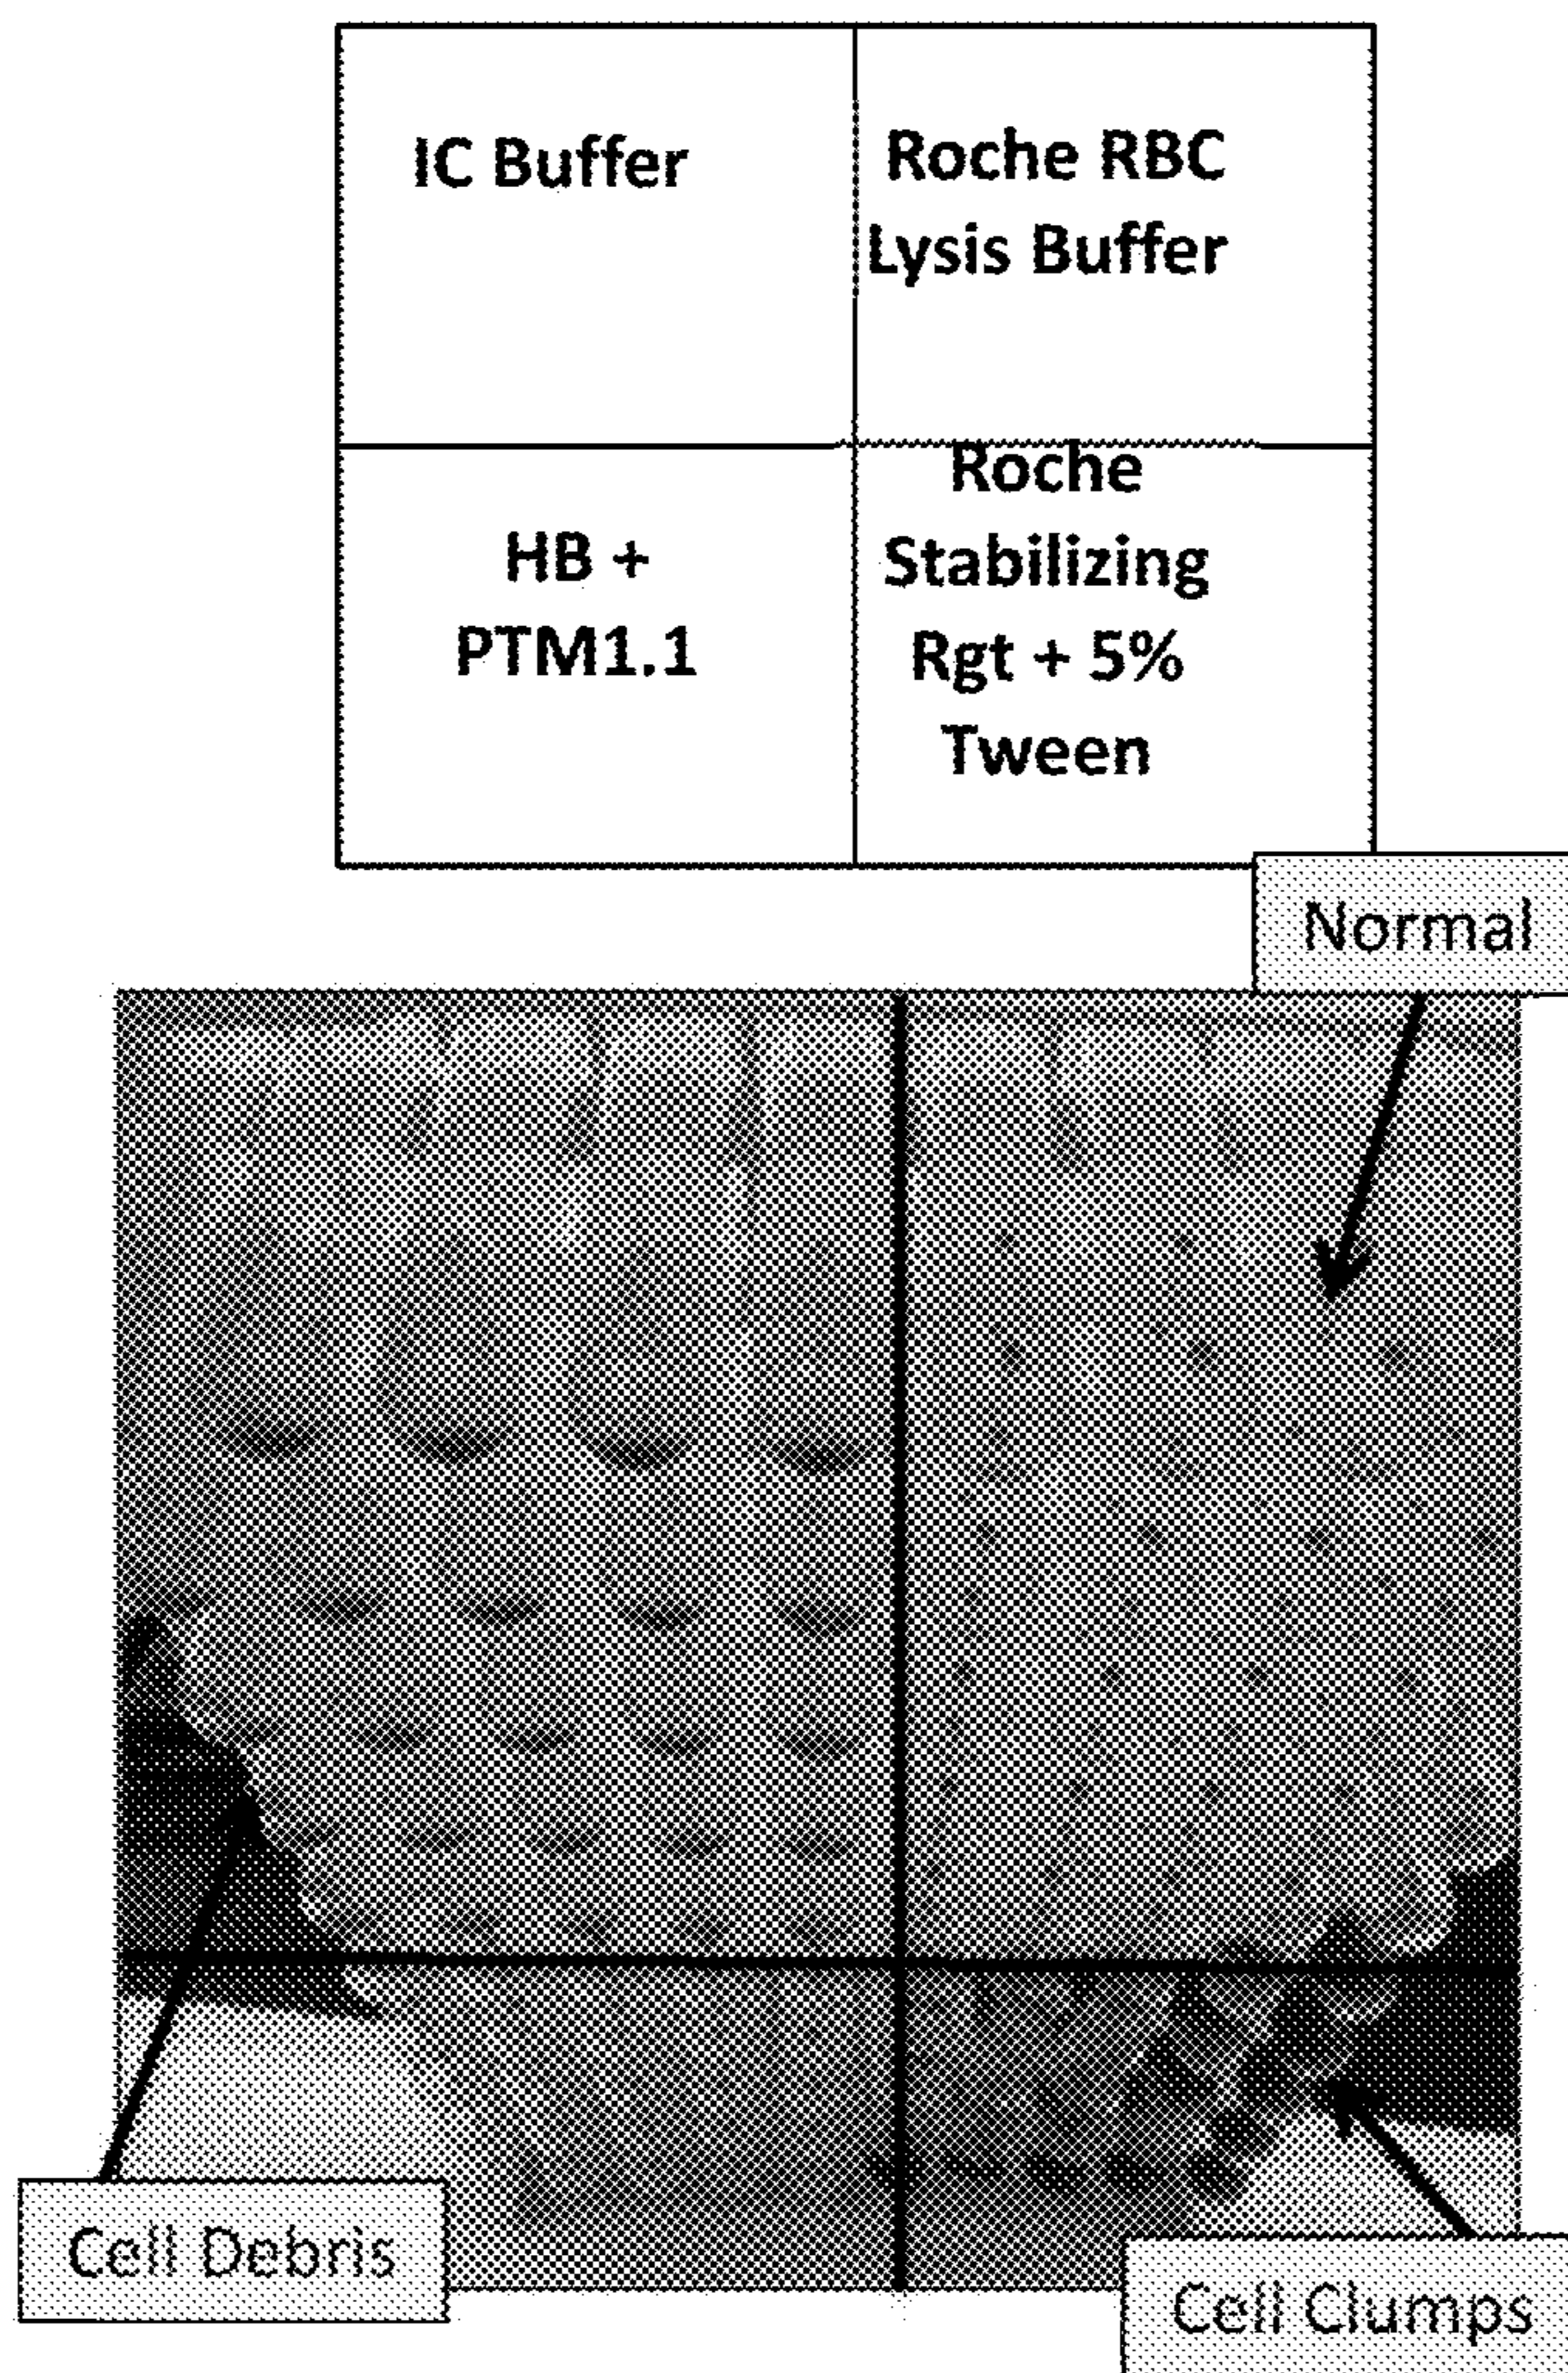 IC Buffer
Roche RBC
Lysis Buffer
HB +
PTM1.1
Roche
Stabilizing
Rgt + 5%
Tween
Normal
Cell Debris
Cell Clumps